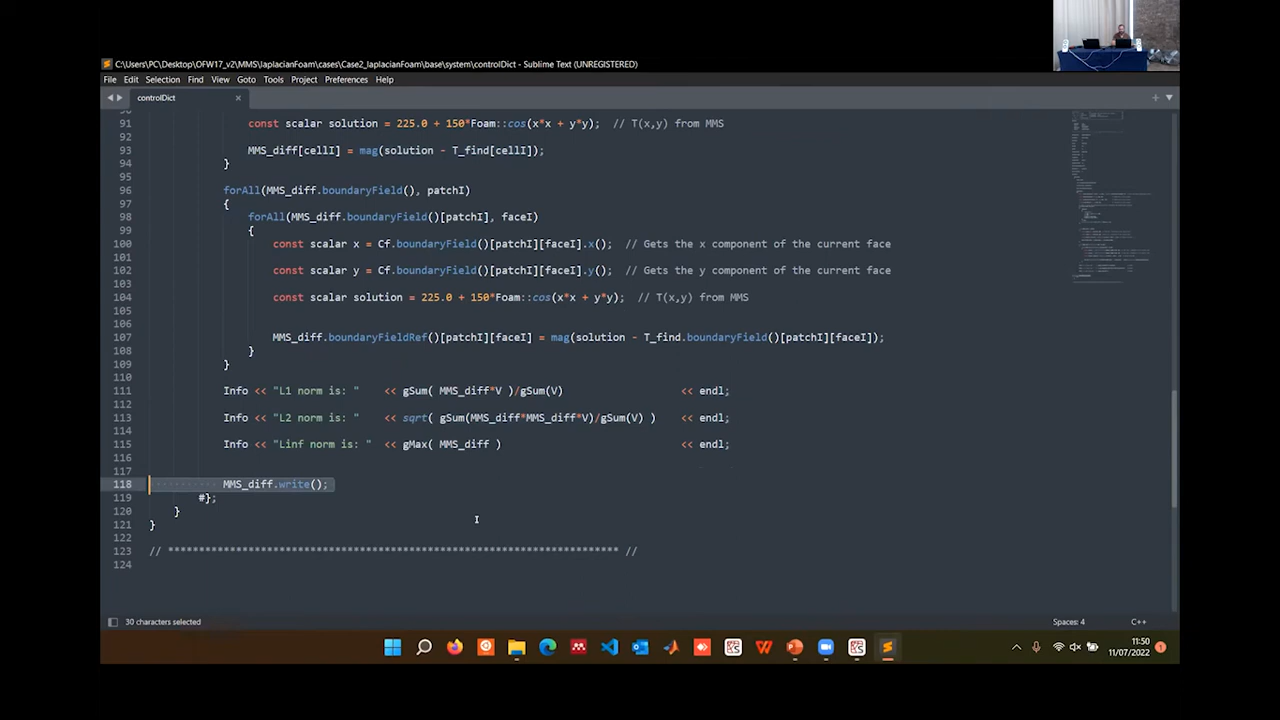 C:\Users\PC\Desktop\OFW17_v2\MMS\laplacianFoam\cases\Case2_laplacianFoam\base\system\controlDict - Sublime Text (UNREGISTERED)
File Edit Selection Find View Goto Tools Project Preferences Help
controlDict
90
91 const scalar solution = 225.0 + 150*Foam::cos(x*x + y*y); // T(x,y) from MMS
92
93 MMS_diff[cellI] = mag(solution - T_find[cellI]);
94 }
95
96 forAll(MMS_diff.boundaryField(), patchI)
97 {
98 forAll(MMS_diff.boundaryField()[patchI], faceI)
99 {
100 const scalar x = Cf.boundaryField()[patchI][faceI].x(); // Gets the x component of the current face
101
102 const scalar y = Cf.boundaryField()[patchI][faceI].y(); // Gets the y component of the current face
103
104 const scalar solution = 225.0 + 150*Foam::cos(x*x + y*y); // T(x,y) from MMS
105
106
107 MMS_diff.boundaryFieldRef()[patchI][faceI] = mag(solution - T_find.boundaryField()[patchI][faceI]);
108 }
109 }
110
111 Info << "L1 norm is: " << gSum( MMS_diff*V )/gSum(V) << endl;
112
113 Info << "L2 norm is: " << sqrt( gSum(MMS_diff*MMS_diff*V)/gSum(V) ) << endl;
114
115 Info << "Linf norm is: " << gMax( MMS_diff ) << endl;
116
117
118 MMS_diff.write();
119 #};
120 }
121 }
122
123 // ************************************************************************* //
124
30 characters selected
Spaces: 4
C++
11:50
11/07/2022
1